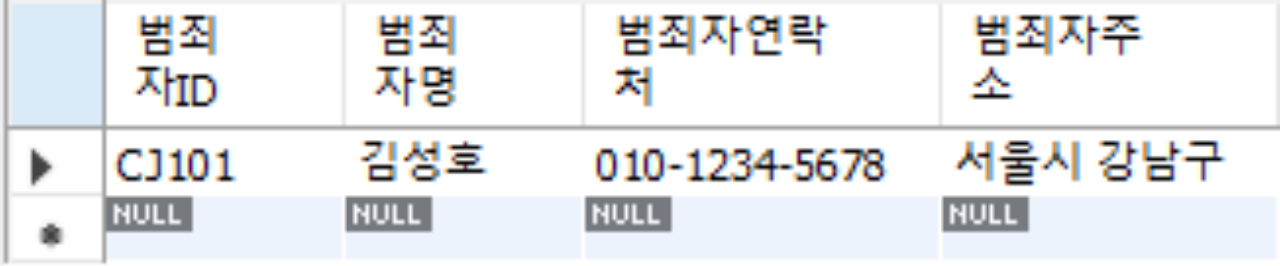 범죄 범죄 범죄자연락 범죄자주
자ID 자명 처 소
CJ101 김성호 010-1234-5678 서울시 강남구
NULL NULL NULL NULL